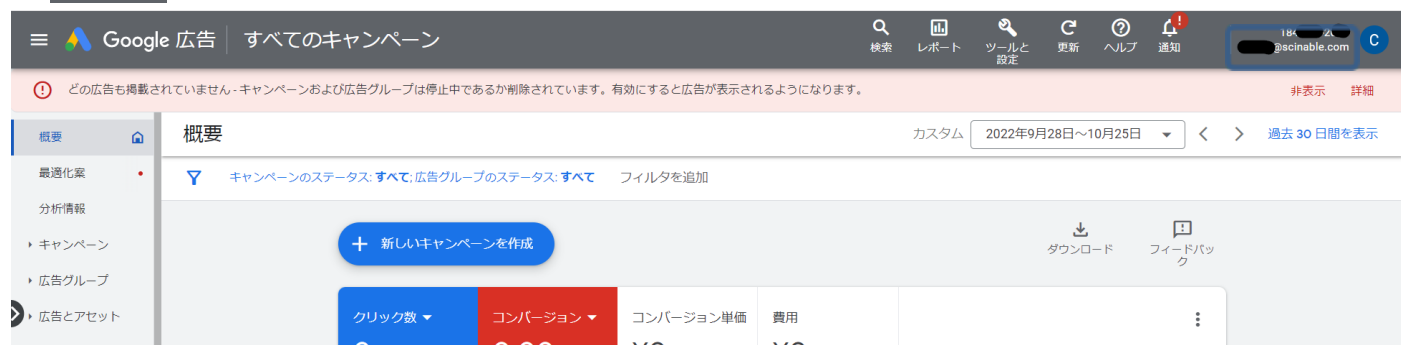 Google 広告 すべてのキャンペーン
検索
レポート
ツールと
設定
更新
ヘルプ
通知
!
@scinable.com
C
どの広告も掲載されていません - キャンペーンおよび広告グループは停止中であるか削除されています。有効にすると広告が表示されるようになります。
非表示 詳細
概要
最適化案
分析情報
キャンペーン
広告グループ
広告とアセット
概要
カスタム 2022年9月28日～10月25日 過去 30 日間を表示
キャンペーンのステータス: すべて; 広告グループのステータス: すべて フィルタを追加
+ 新しいキャンペーンを作成
ダウンロード
フィードバッ
ク
クリック数 コンバージョン コンバージョン単価 費用